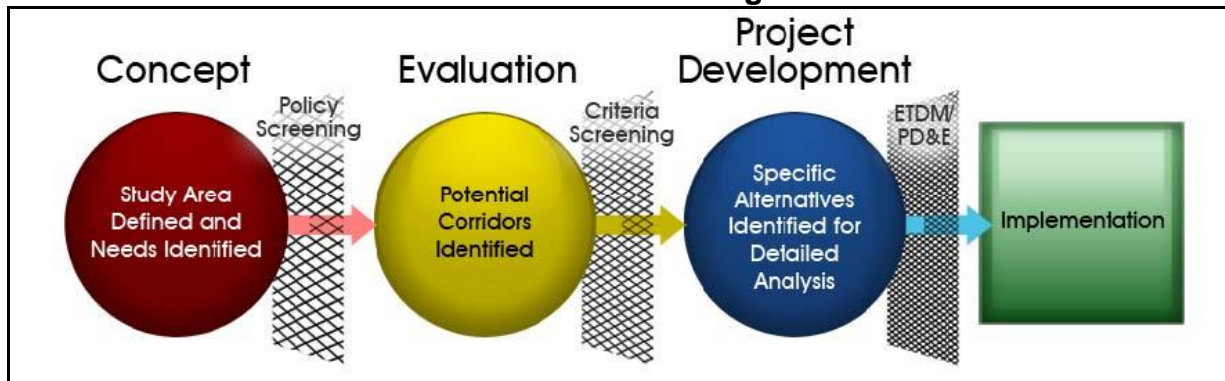 Concept
Policy
Screening
Study Area
Defined and
Needs Identified
Evaluation
Criteria
Screening
Potential
Corridors
Identified
Project
Development
ETDM/
PD&E
Specific
Alternatives
Identified for
Detailed
Analysis
Implementation